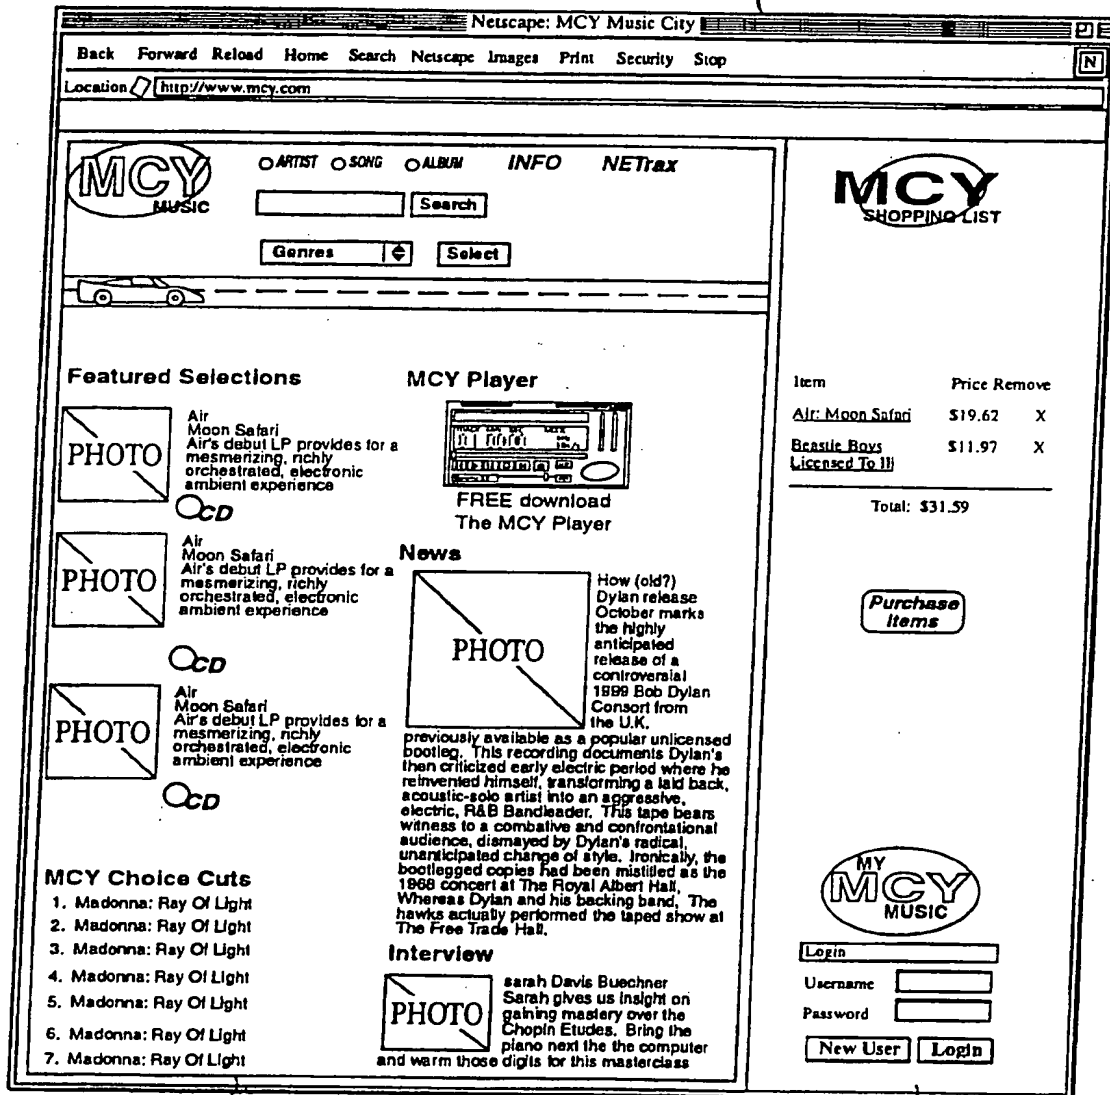 Netscape: MCY Music City
Back Forward Reload Home Search Netscape Images Print Security Stop
N
Location http://www.mcy.com
MCY
MUSIC
ARTIST SONG ALBUM INFO NETrax
Search
Genres Select
Featured Selections
PHOTO
Air
Moon Safari
Air's debut LP provides for a
mesmerizing, richly
orchestrated, electronic
ambient experience
CD
PHOTO
Air
Moon Safari
Air's debut LP provides for a
mesmerizing, richly
orchestrated, electronic
ambient experience
CD
PHOTO
Air
Moon Safari
Air's debut LP provides for a
mesmerizing, richly
orchestrated, electronic
ambient experience
CD
MCY Choice Cuts
1. Madonna: Ray Of Light
2. Madonna: Ray Of Light
3. Madonna: Ray Of Light
4. Madonna: Ray Of Light
5. Madonna: Ray Of Light
6. Madonna: Ray Of Light
7. Madonna: Ray Of Light
MCY Player
FREE download
The MCY Player
News
PHOTO
How (old?)
Dylan release
October marks
the highly
anticipated
release of a
controversial
1999 Bob Dylan
Consort from
the U.K.
previously available as a popular unlicensed
bootleg. This recording documents Dylan's
then criticized early electric period where he
reinvented himself, transforming a laid back,
acoustic-solo artist into an aggressive,
electric, R&B Bandleader. This tape bears
witness to a combative and confrontational
audience, dismayed by Dylan's radical,
unanticipated change of style. Ironically, the
bootlegged copies had been mistitled as the
1968 concert at The Royal Albert Hall,
Whereas Dylan and his backing band, The
hawks actually performed the taped show at
The Free Trade Hall.
Interview
PHOTO
sarah Davis Buechner
Sarah gives us insight on
gaining mastery over the
Chopin Etudes. Bring the
piano next the the computer
and warm those digits for this masterclass
MCY
SHOPPING LIST
Item Price Remove
Air: Moon Safari $19.62 X
Beastie Boys $11.97 X
Licensed To Ill
Total: $31.59
Purchase
Items
MY
MCY
MUSIC
Login
Username
Password
New User Login